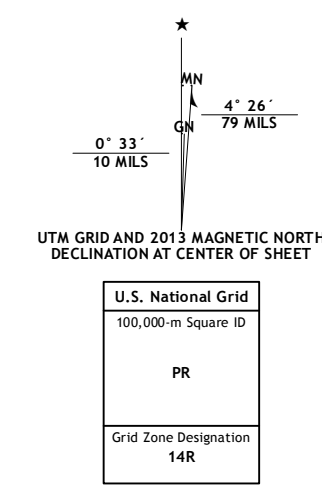 ★
MN
4° 26´
79 MILS
GN
0° 33´
10 MILS
UTM GRID AND 2013 MAGNETIC NORTH
DECLINATION AT CENTER OF SHEET
U.S. National Grid
100,000-m Square ID
PR
Grid Zone Designation
14R